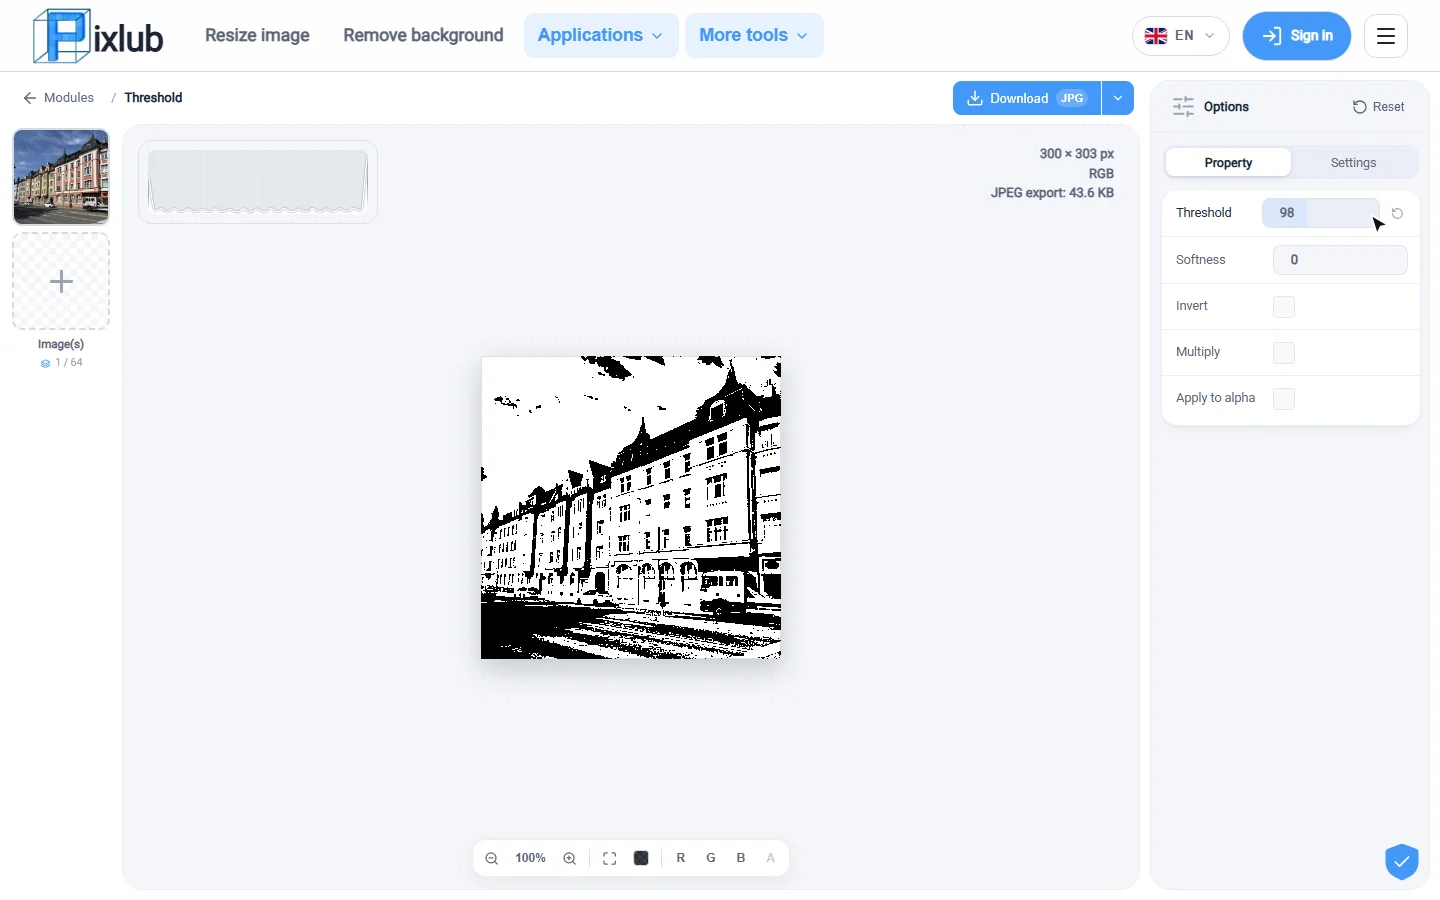 Pixlub
Resize image
Remove background
Applications
More tools
EN
Sign in
Modules / Threshold
Download JPG
Options
Reset
300 × 303 px
RGB
JPEG export: 43.6 KB
Property
Settings
Threshold 98
Softness 0
Invert
Multiply
Apply to alpha
Image(s)
1 / 64
100% R G B A